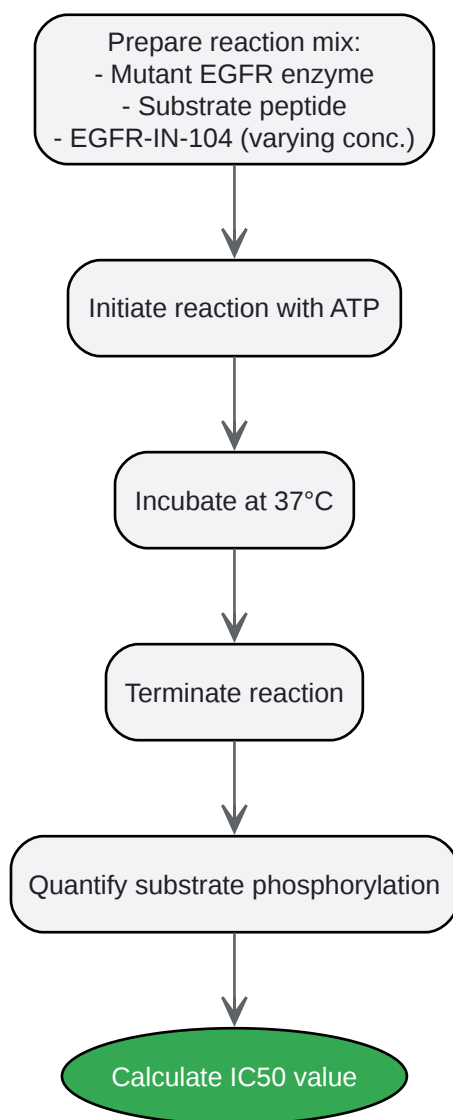 Prepare reaction mix:
- Mutant EGFR enzyme
- Substrate peptide
- EGFR-IN-104 (varying conc.)
Initiate reaction with ATP
Incubate at 37°C
Terminate reaction
Quantify substrate phosphorylation
Calculate IC50 value